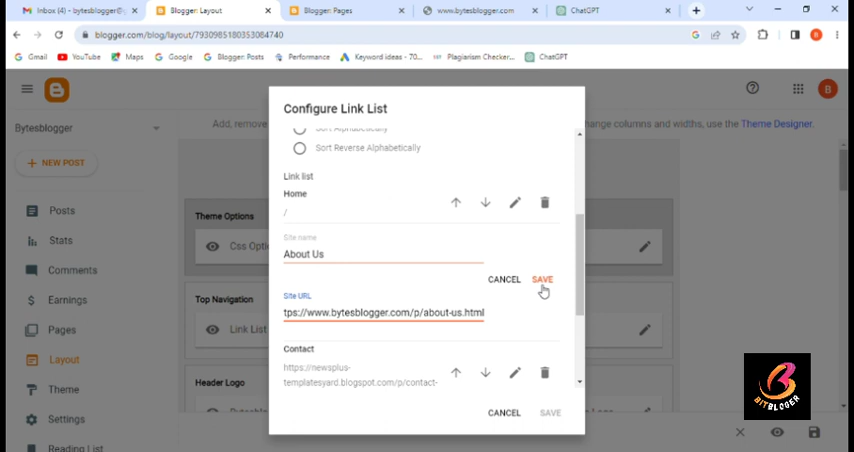 Inbox (4) - bytesblogger@g
Blogger: Layout
Blogger: Pages
www.bytesblogger.com
ChatGPT
blogger.com/blog/layout/7930985180353084740
Gmail
YouTube
Maps
Google
Blogger: Posts
Performance
Keyword ideas - 70...
Plagiarism Checker...
ChatGPT
B
Bytesblogger
Add, remove
change columns and widths, use the Theme Designer.
+ NEW POST
Posts
Stats
Comments
Earnings
Pages
Layout
Theme
Settings
Reading List
Theme Options
Css Optio
Top Navigation
Link List
Header Logo
Configure Link List
Sort Alphabetically
Sort Reverse Alphabetically
Link list
Home
/
Site name
About Us
CANCEL
SAVE
Site URL
tps://www.bytesblogger.com/p/about-us.html
Contact
https://newsplus-
templatesyard.blogspot.com/p/contact-
CANCEL
SAVE
BITBLOGER